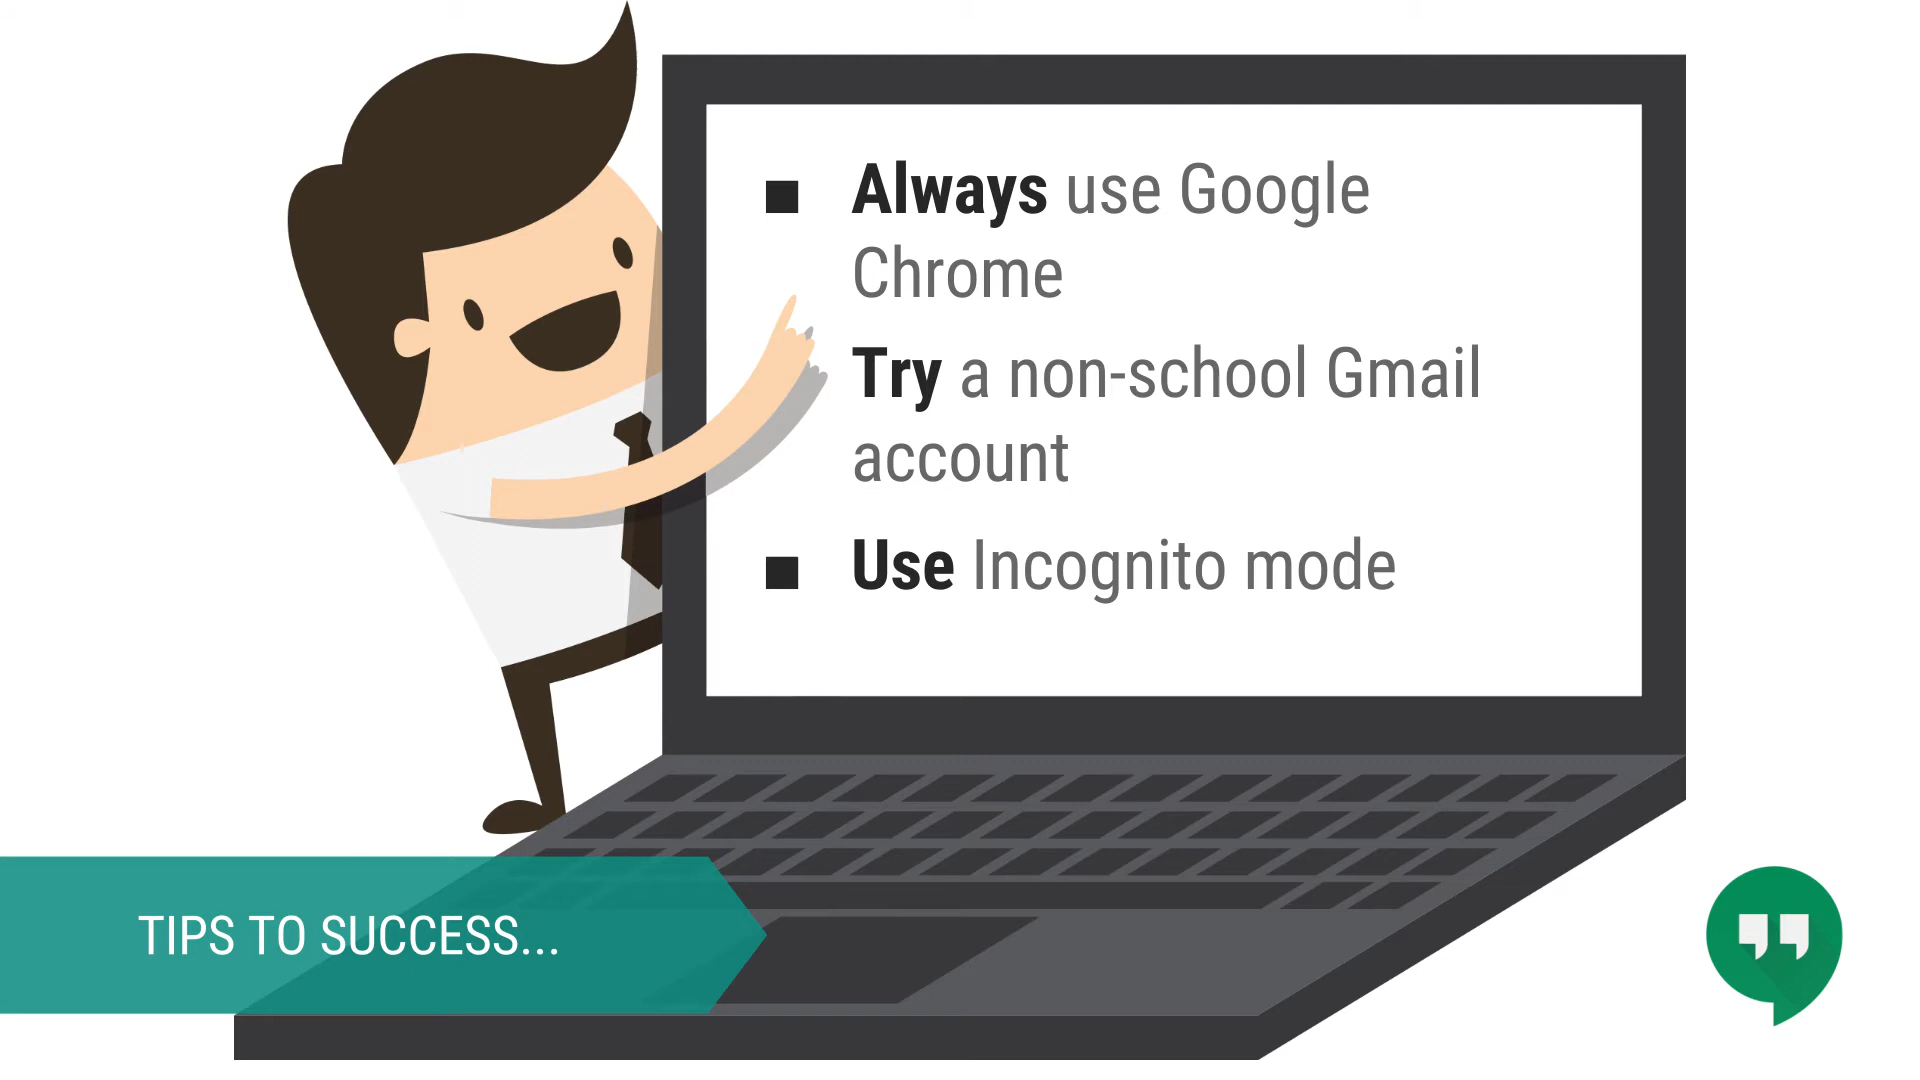 ■ Always use Google
Chrome
Try a non-school Gmail
account
■ Use Incognito mode
TIPS TO SUCCESS...